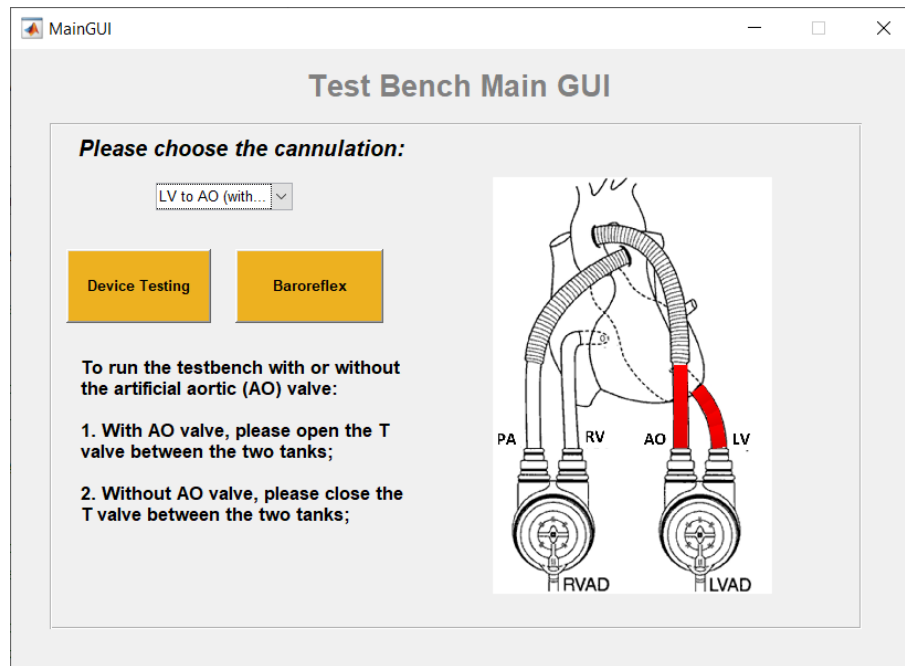 MainGUI
Test Bench Main GUI
Please choose the cannulation:
LV to AO (with...
Device Testing
Baroreflex
To run the testbench with or without
the artificial aortic (AO) valve:
1. With AO valve, please open the T
valve between the two tanks;
2. Without AO valve, please close the
T valve between the two tanks;
PA
RV
AO
LV
RVAD
LVAD